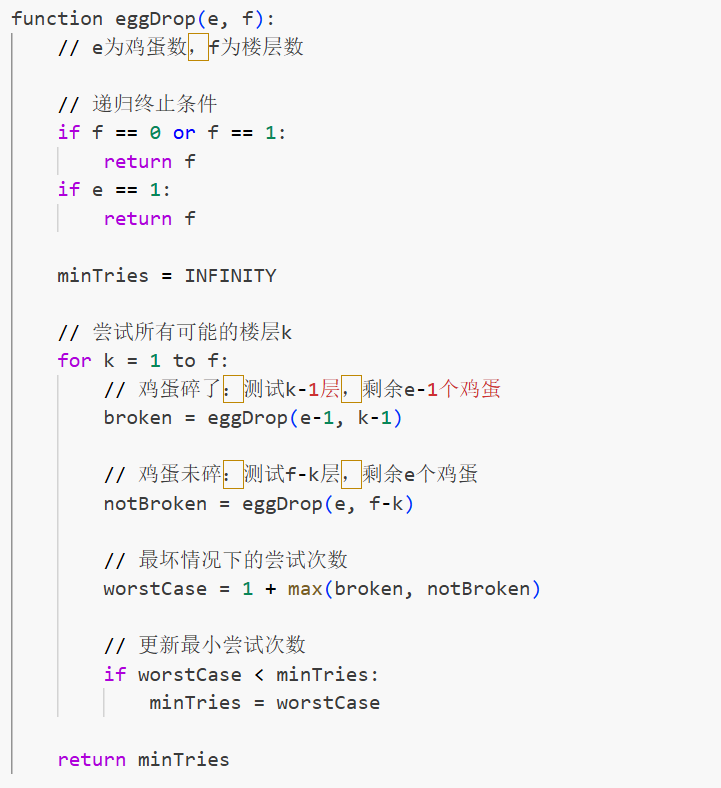 function eggDrop(e, f):
    // e为鸡蛋数，f为楼层数
    // 递归终止条件
    if f == 0 or f == 1:
        return f
    if e == 1:
        return f
    minTries = INFINITY
    // 尝试所有可能的楼层k
    for k = 1 to f:
        // 鸡蛋碎了：测试k-1层，剩余e-1个鸡蛋
        broken = eggDrop(e-1, k-1)
        // 鸡蛋未碎：测试f-k层，剩余e个鸡蛋
        notBroken = eggDrop(e, f-k)
        // 最坏情况下的尝试次数
        worstCase = 1 + max(broken, notBroken)
        // 更新最小尝试次数
        if worstCase < minTries:
            minTries = worstCase
    return minTries